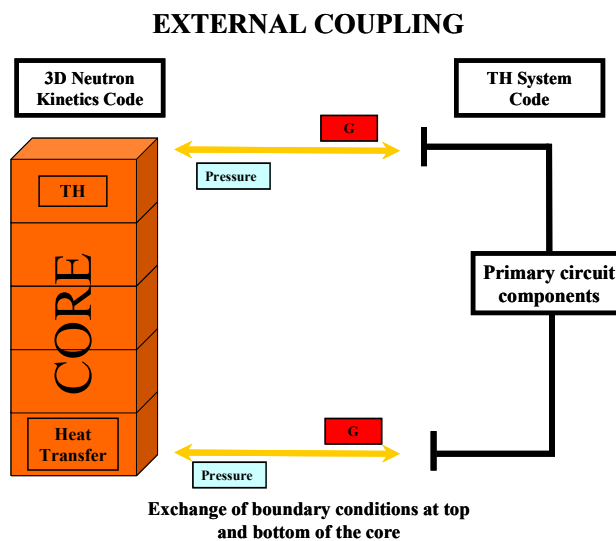 EXTERNAL COUPLING
3D Neutron
Kinetics Code
TH System
Code
G
Pressure
TH
CORE
Primary circuit
components
Heat
Transfer
G
Pressure
Exchange of boundary conditions at top
and bottom of the core